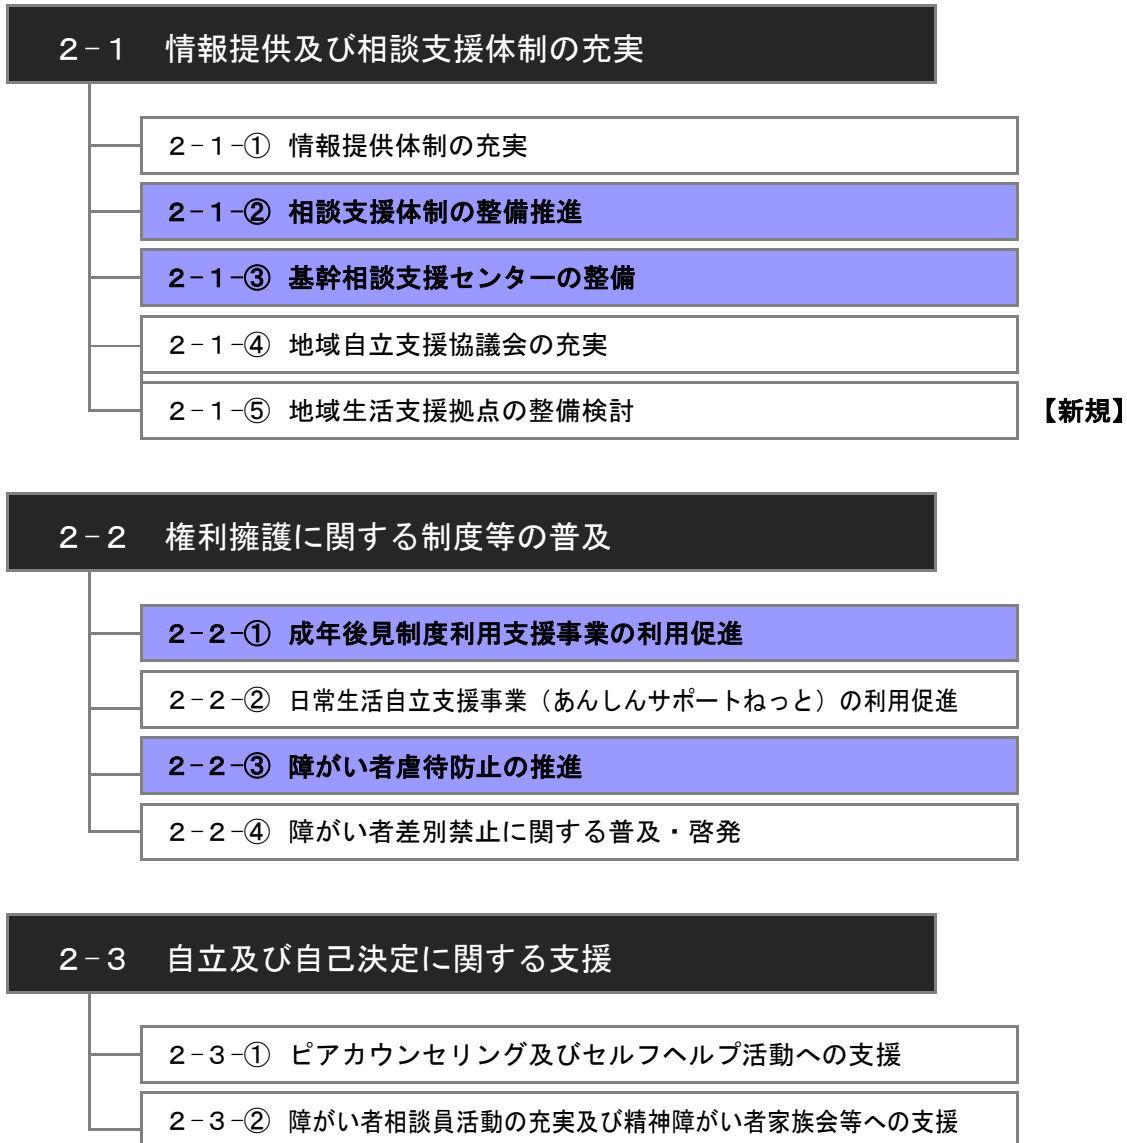 ２−１　情報提供及び相談支援体制の充実
２−１−① 情報提供体制の充実
２−１−② 相談支援体制の整備推進
２−１−③ 基幹相談支援センターの整備
２−１−④ 地域自立支援協議会の充実
２−１−⑤ 地域生活支援拠点の整備検討 【新規】
２−２　権利擁護に関する制度等の普及
２−２−① 成年後見制度利用支援事業の利用促進
２−２−② 日常生活自立支援事業（あんしんサポートねっと）の利用促進
２−２−③ 障がい者虐待防止の推進
２−２−④ 障がい者差別禁止に関する普及・啓発
２−３　自立及び自己決定に関する支援
２−３−① ピアカウンセリング及びセルフヘルプ活動への支援
２−３−② 障がい者相談員活動の充実及び精神障がい者家族会等への支援